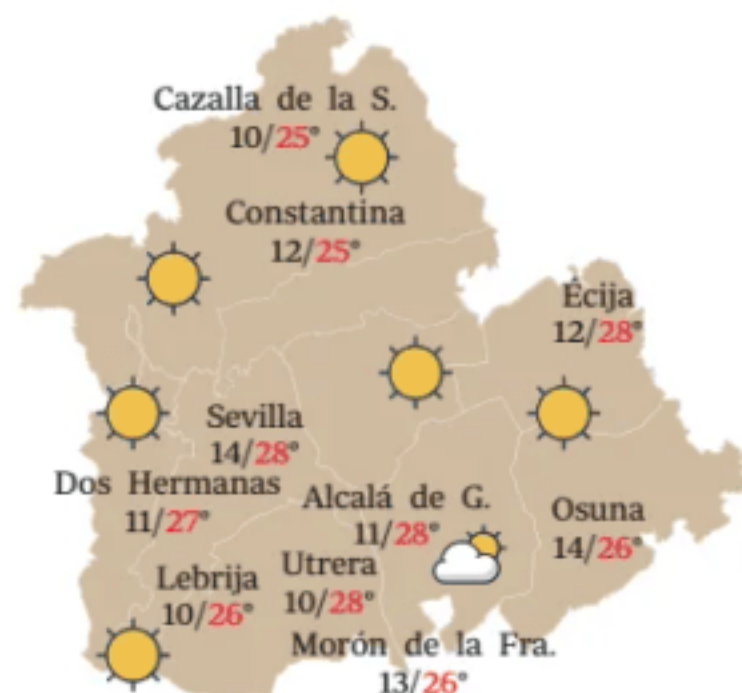 Cazalla de la S.
10/25°
Constantina
12/25°
Écija
12/28°
Sevilla
14/28°
Dos Hermanas
11/27°
Alcalá de G.
11/28°
Osuna
14/26°
Lebrija
10/26°
Utrera
10/28°
Morón de la Fra.
13/26°